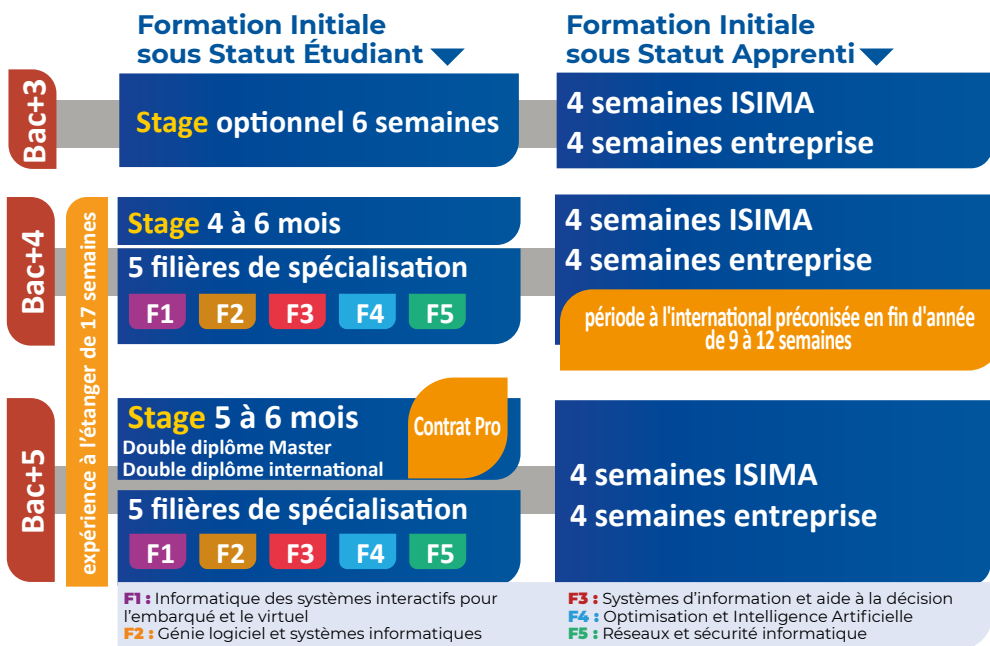 Formation Initiale
sous Statut Étudiant
Formation Initiale
sous Statut Apprenti
Bac+3
Stage optionnel 6 semaines
4 semaines ISIMA
4 semaines entreprise
Bac+4
expérience à l'étanger de 17 semaines
Stage 4 à 6 mois
5 filières de spécialisation
F1 F2 F3 F4 F5
4 semaines ISIMA
4 semaines entreprise
période à l'international préconisée en fin d'année
de 9 à 12 semaines
Bac+5
Stage 5 à 6 mois
Double diplôme Master
Double diplôme international
Contrat Pro
5 filières de spécialisation
F1 F2 F3 F4 F5
4 semaines ISIMA
4 semaines entreprise
F1 : Informatique des systèmes interactifs pour
l'embarqué et le virtuel
F2 : Génie logiciel et systèmes informatiques
F3 : Systèmes d'information et aide à la décision
F4 : Optimisation et Intelligence Artificielle
F5 : Réseaux et sécurité informatique